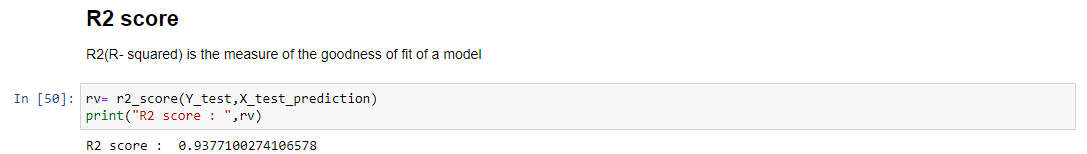 R2 score
R2(R- squared) is the measure of the goodness of fit of a model
In [50]: rv= r2_score(Y_test,X_test_prediction)
print("R2 score : ",rv)
R2 score :  0.9377100274106578